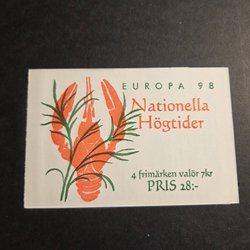 EUROPA 98
Nationella
Högtider
4 frimärken valör 7kr
PRIS 28:-